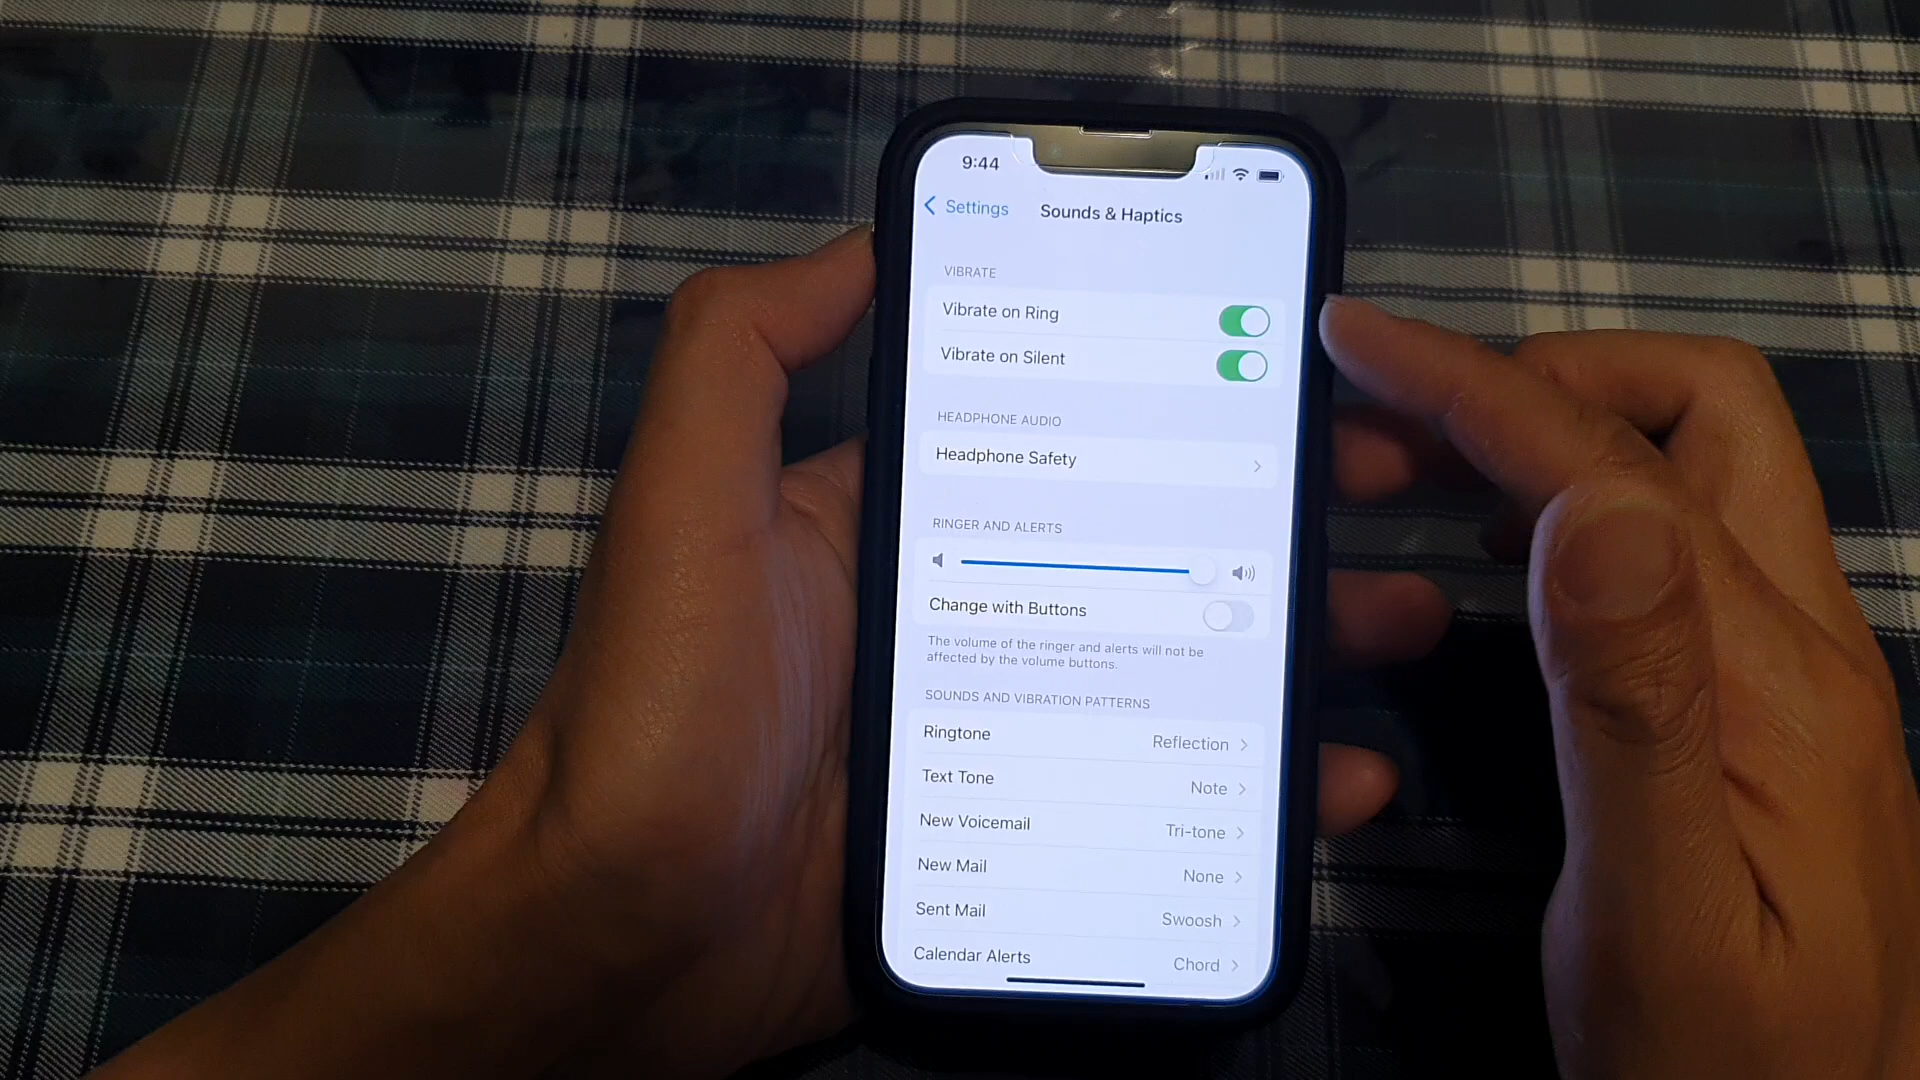 9:44
Settings
Sounds & Haptics
VIBRATE
Vibrate on Ring
Vibrate on Silent
HEADPHONE AUDIO
Headphone Safety
RINGER AND ALERTS
Change with Buttons
The volume of the ringer and alerts will not be
affected by the volume buttons.
SOUNDS AND VIBRATION PATTERNS
Ringtone Reflection
Text Tone Note
New Voicemail Tri-tone
New Mail None
Sent Mail Swoosh
Calendar Alerts Chord